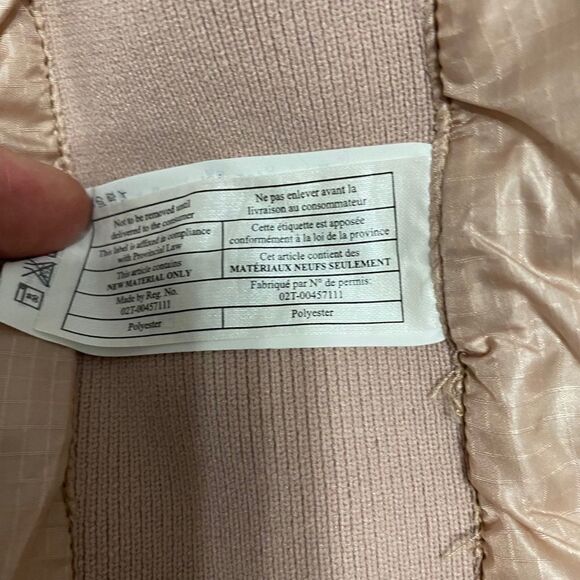 Not to be removed until
delivered to the consumer
Ne pas enlever avant la
livraison au consommateur
This label is affixed in compliance
with Provincial Law
Cette étiquette est apposée
conformément à la loi de la province
This article contains
NEW MATERIAL ONLY
Cet article contient des
MATÉRIAUX NEUFS SEULEMENT
Made by Reg. No.
02T-00457111
Fabriqué par N° de permis:
02T-00457111
Polyester
Polyester